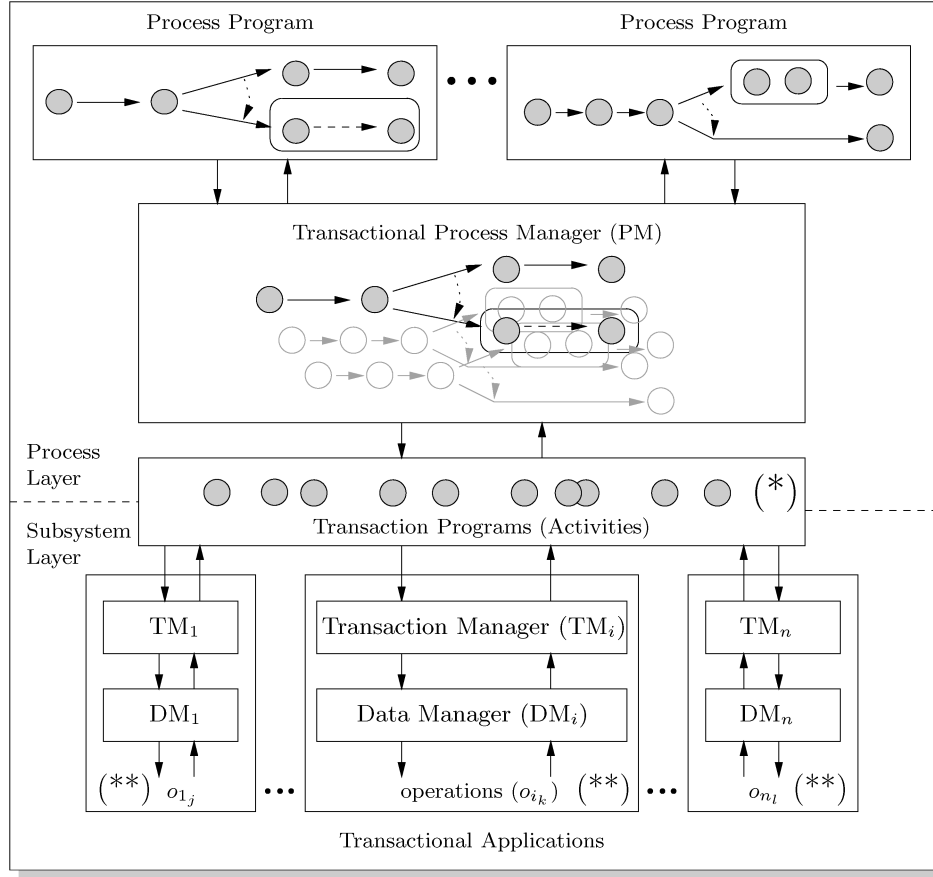 Process Program
Process Program
Transactional Process Manager (PM)
Process
Layer
(*)
Transaction Programs (Activities)
Subsystem
Layer
TM₁
Transaction Manager (TMᵢ)
TMₙ
DM₁
Data Manager (DMᵢ)
DMₙ
(**) o₁ⱼ
operations (oᵢₖ) (**)
oₙₗ (**)
Transactional Applications